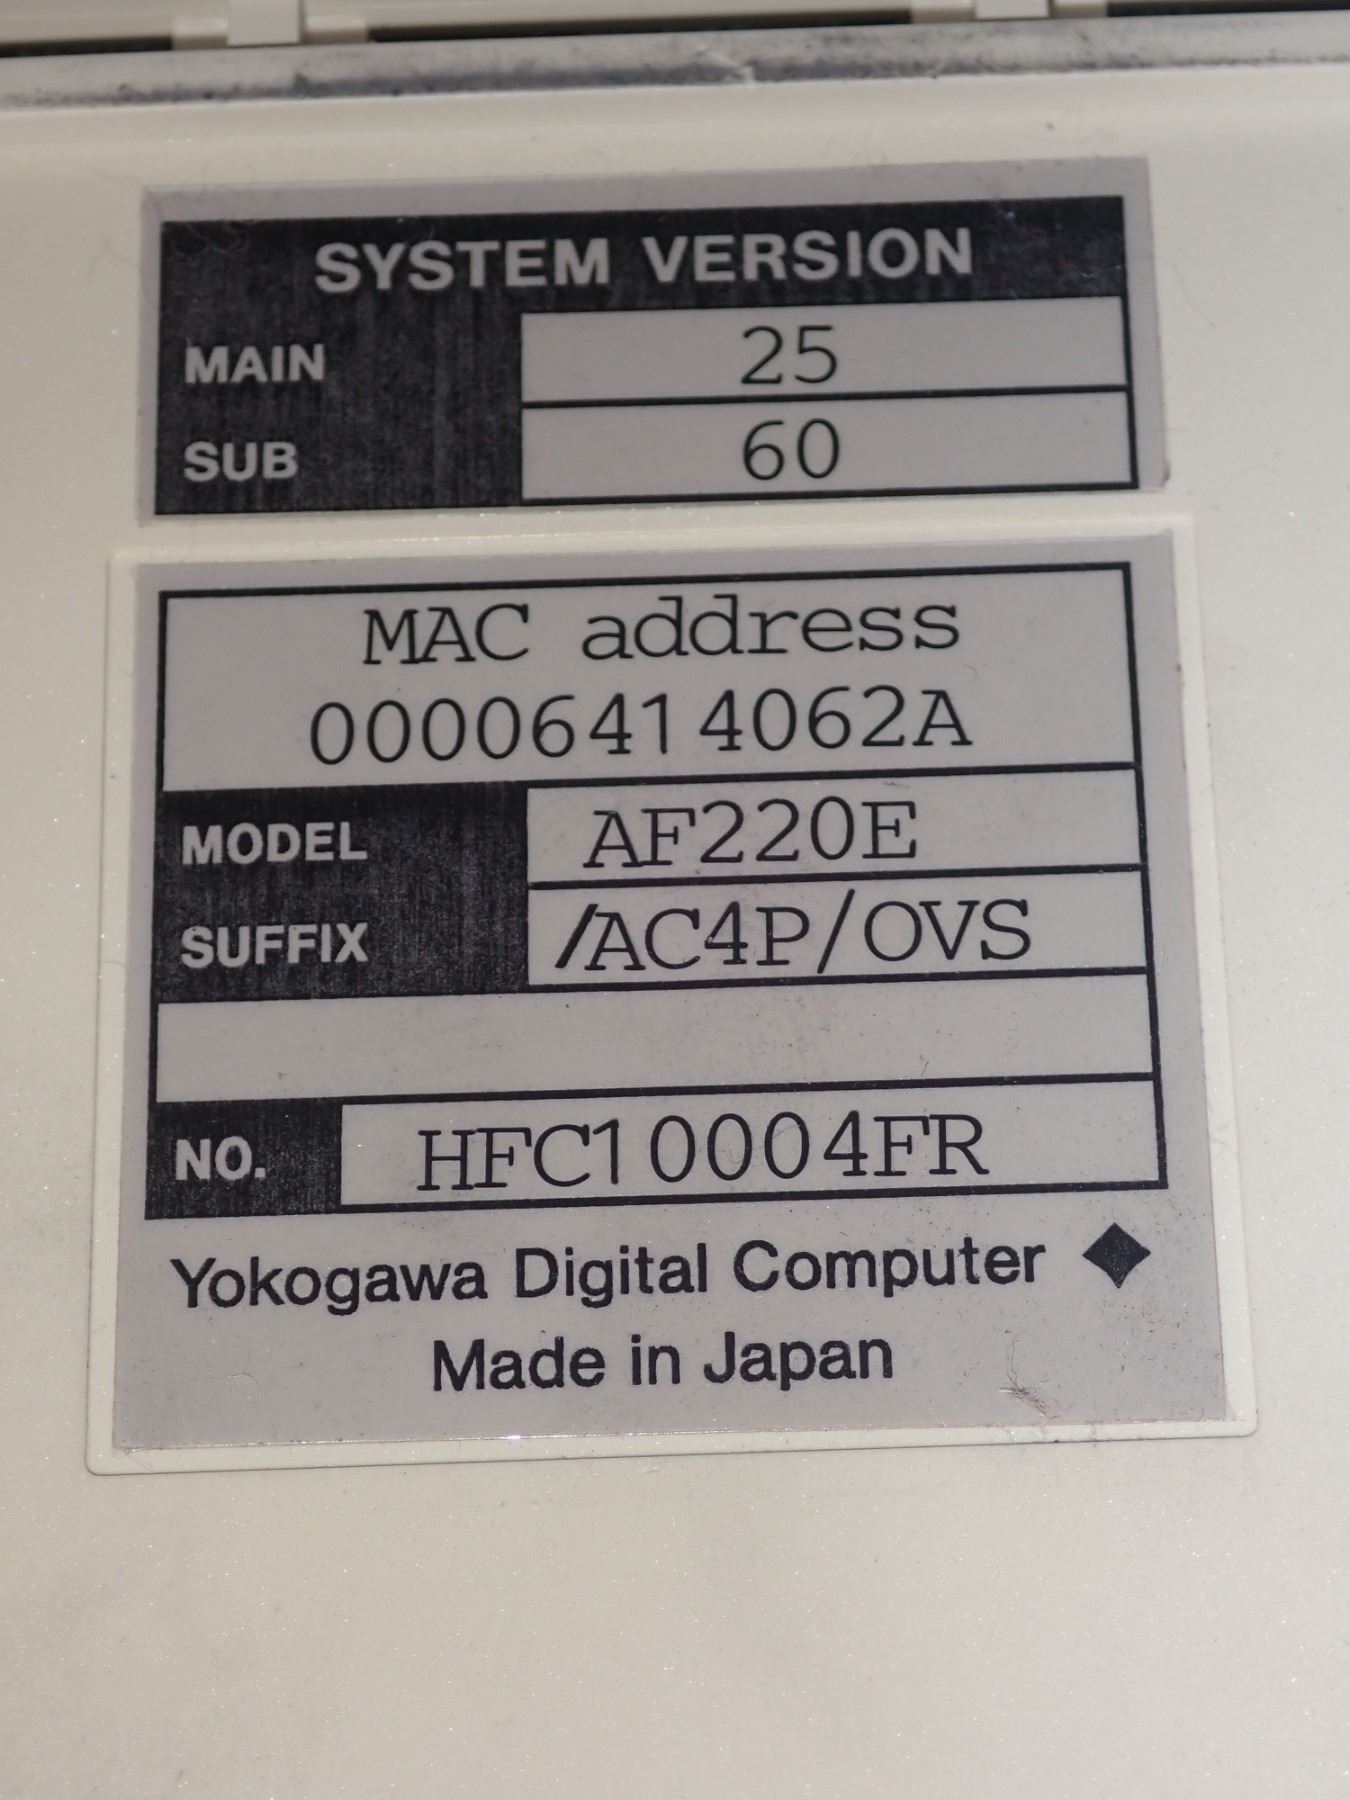 SYSTEM VERSION
MAIN 25
SUB 60
MAC address
00006414062A
MODEL AF220E
SUFFIX /AC4P/OVS
NO. HFC10004FR
Yokogawa Digital Computer ◆
Made in Japan